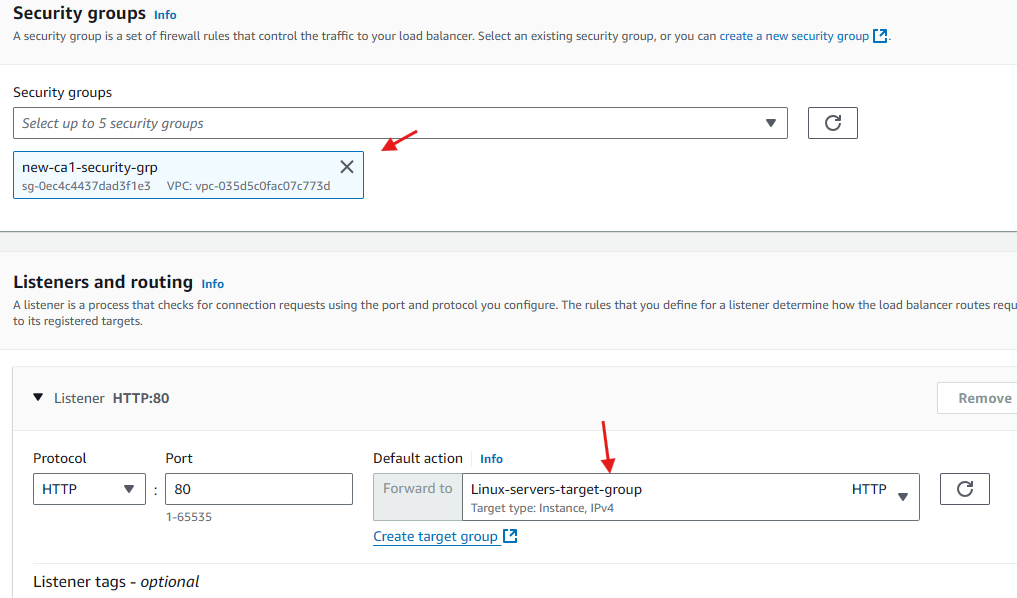 Security groups Info
A security group is a set of firewall rules that control the traffic to your load balancer. Select an existing security group, or you can create a new security group.
Security groups
Select up to 5 security groups
new-ca1-security-grp
sg-0ec4c4437dad3f1e3 VPC: vpc-035d5c0fac07c773d
Listeners and routing Info
A listener is a process that checks for connection requests using the port and protocol you configure. The rules that you define for a listener determine how the load balancer routes requ
to its registered targets.
Listener HTTP:80
Remove
Protocol Port Default action Info
HTTP : 80 Forward to Linux-servers-target-group HTTP
Target type: Instance, IPv4
1-65535
Create target group
Listener tags - optional